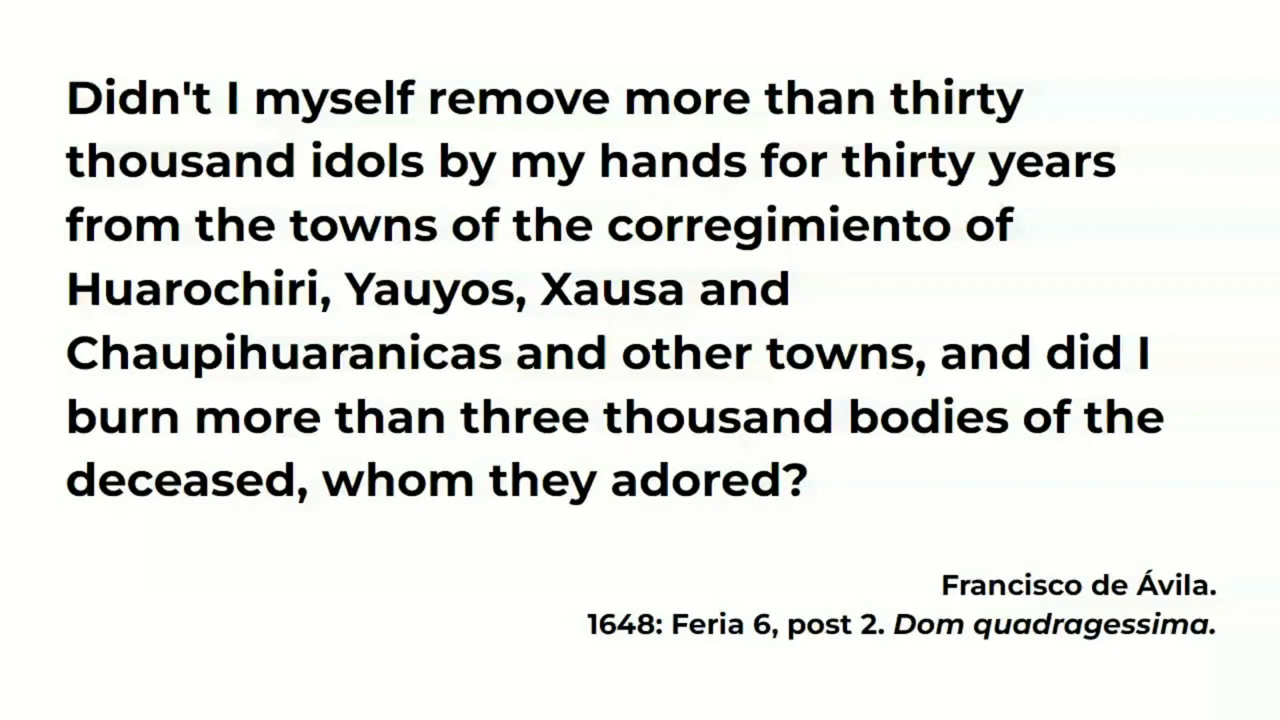 Didn't I myself remove more than thirty
thousand idols by my hands for thirty years
from the towns of the corregimiento of
Huarochiri, Yauyos, Xausa and
Chaupihuaranicas and other towns, and did I
burn more than three thousand bodies of the
deceased, whom they adored?
Francisco de Ávila.
1648: Feria 6, post 2. Dom quadragessima.